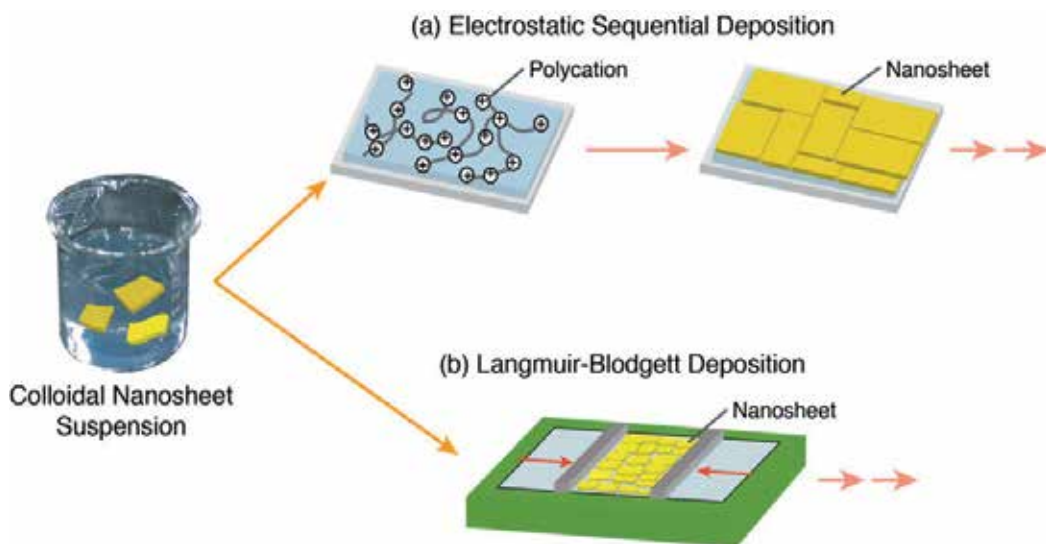 (a) Electrostatic Sequential Deposition
Polycation
Nanosheet
Colloidal Nanosheet
Suspension
(b) Langmuir-Blodgett Deposition
Nanosheet